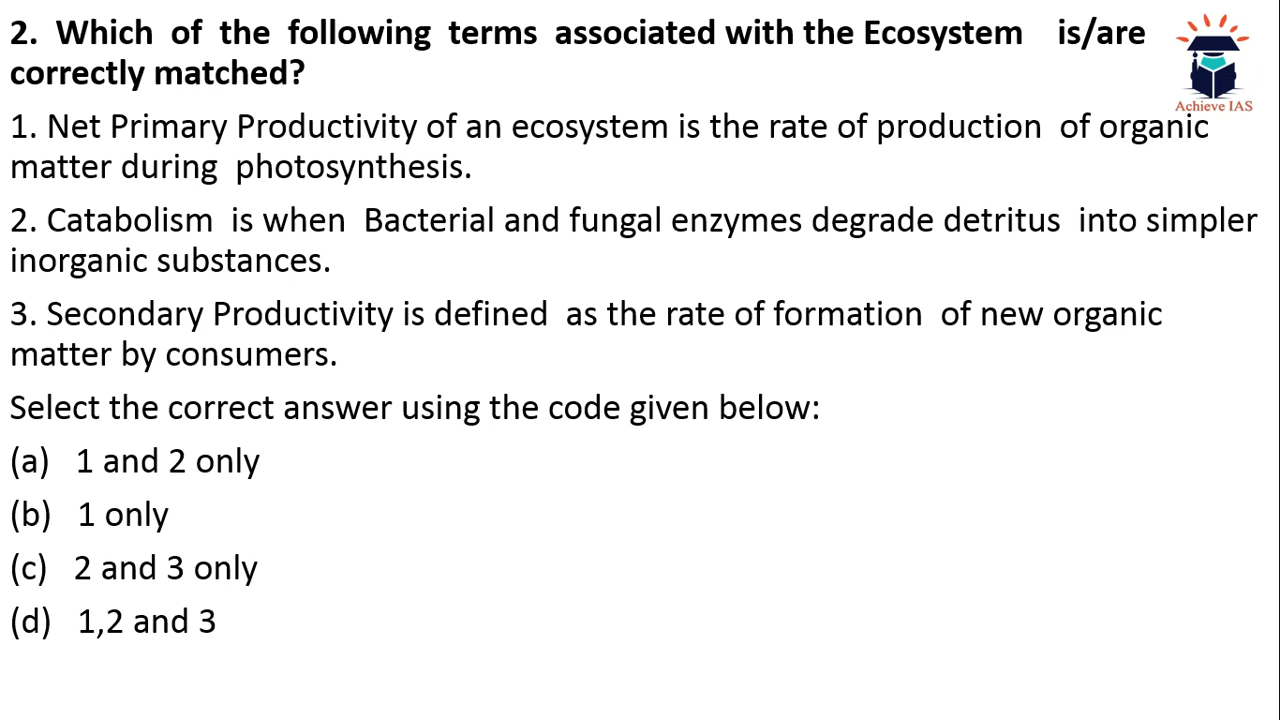 2. Which of the following terms associated with the Ecosystem is/are
correctly matched?
Achieve IAS
1. Net Primary Productivity of an ecosystem is the rate of production of organic
matter during photosynthesis.
2. Catabolism is when Bacterial and fungal enzymes degrade detritus into simpler
inorganic substances.
3. Secondary Productivity is defined as the rate of formation of new organic
matter by consumers.
Select the correct answer using the code given below:
(a) 1 and 2 only
(b) 1 only
(c) 2 and 3 only
(d) 1,2 and 3